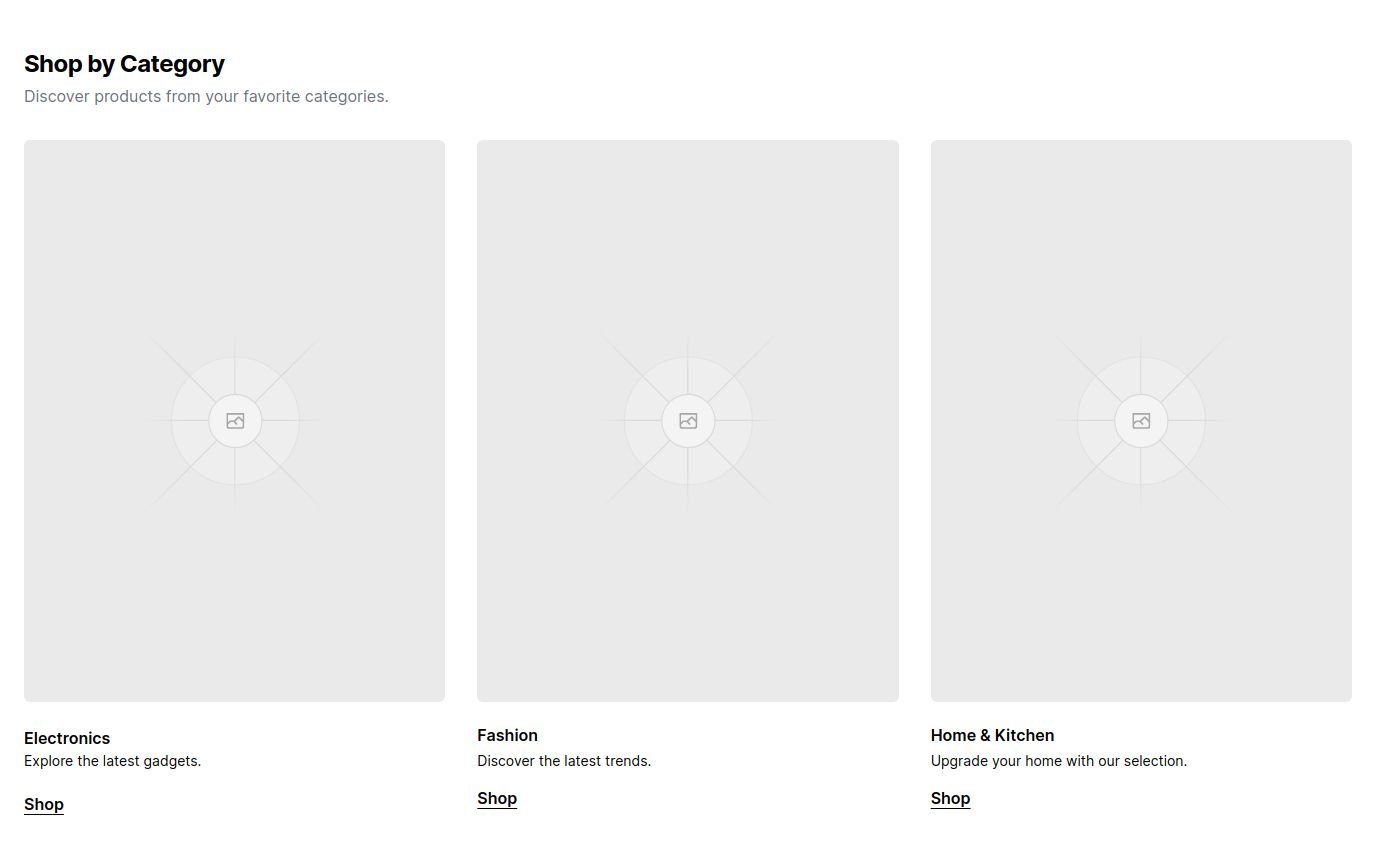 Shop by Category
Discover products from your favorite categories.
Electronics
Explore the latest gadgets.
Shop
Fashion
Discover the latest trends.
Shop
Home & Kitchen
Upgrade your home with our selection.
Shop